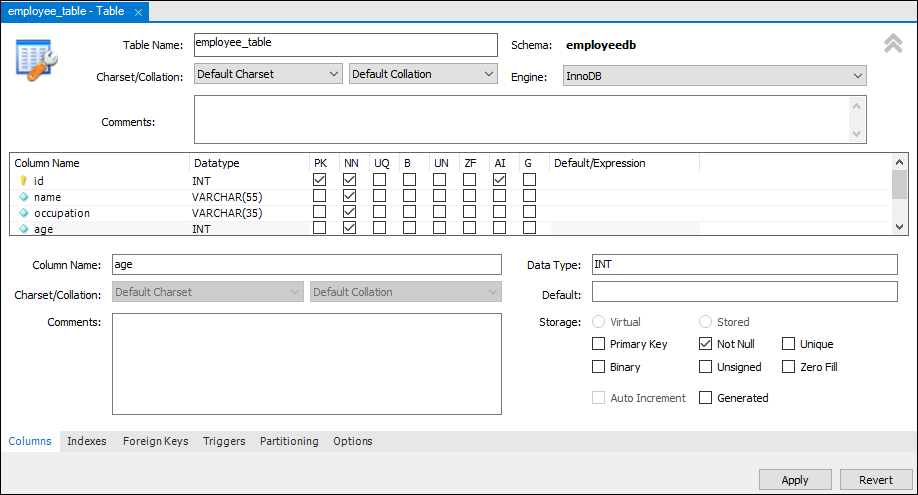 employee_table - Table ×
Table Name: employee_table Schema: employeedb
Charset/Collation: Default Charset Default Collation Engine: InnoDB
Comments:
Column Name Datatype PK NN UQ B UN ZF AI G Default/Expression
id INT
name VARCHAR(55)
occupation VARCHAR(35)
age INT
Column Name: age Data Type: INT
Charset/Collation: Default Charset Default Collation Default:
Comments: Storage: Virtual Stored
Primary Key Not Null Unique
Binary Unsigned Zero Fill
Auto Increment Generated
Columns Indexes Foreign Keys Triggers Partitioning Options
Apply Revert